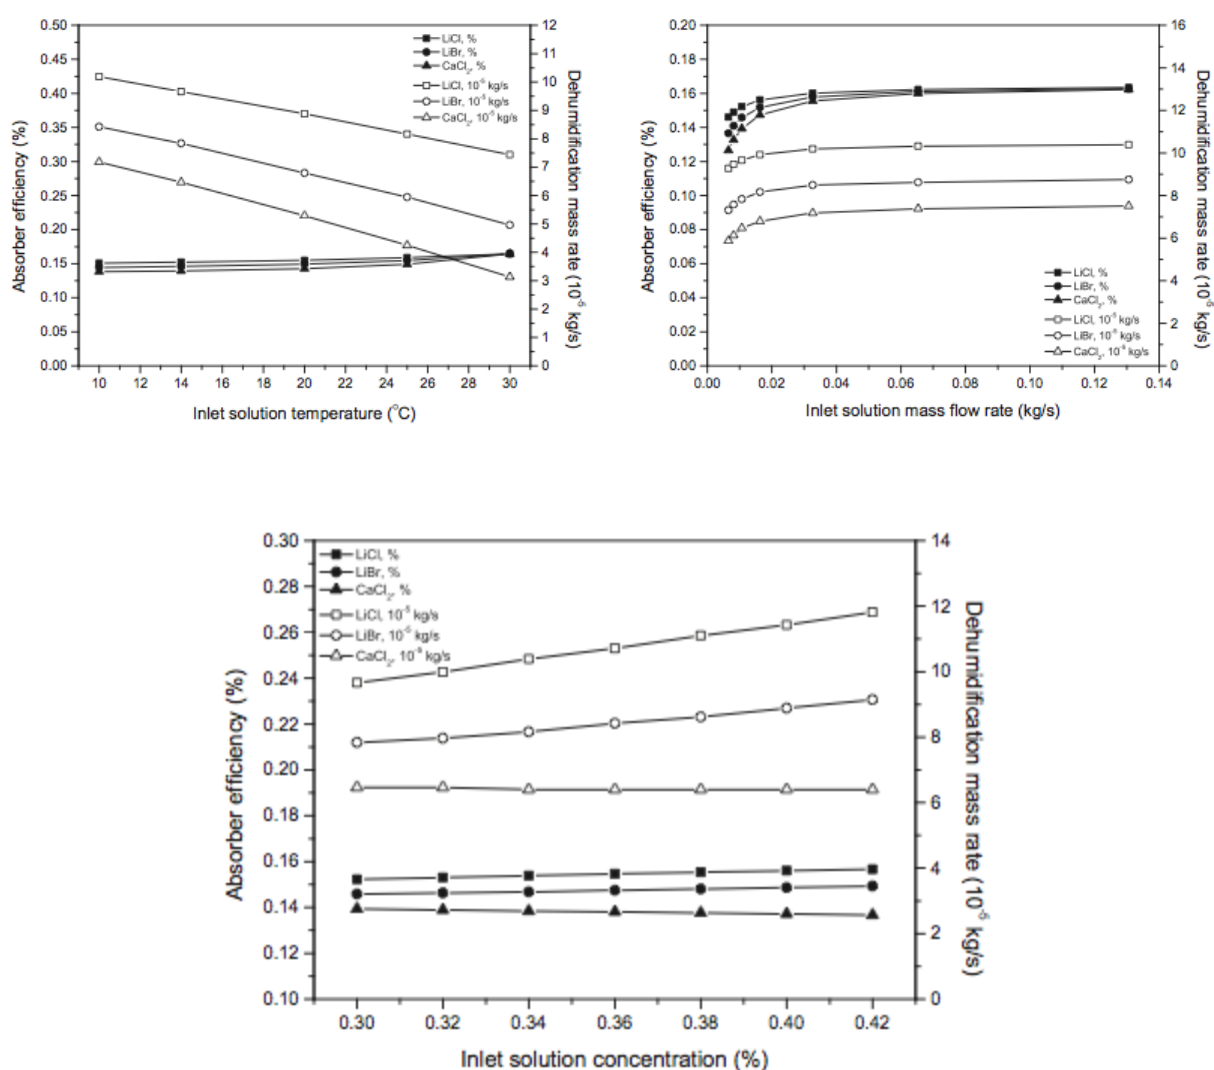 0.50
0.45
0.40
0.35
0.30
0.25
0.20
0.15
0.10
0.05
0.00
Absorber efficiency (%)
LiCl, %
LiBr, %
CaCl₂, %
LiCl, 10⁻⁵ kg/s
LiBr, 10⁻⁵ kg/s
CaCl₂, 10⁻⁵ kg/s
12
11
10
9
8
7
6
5
4
3
2
1
0
Dehumidification mass rate (10⁻⁵ kg/s)
10 12 14 16 18 20 22 24 26 28 30
Inlet solution temperature (°C)
0.20
0.18
0.16
0.14
0.12
0.10
0.08
0.06
0.04
0.02
0.00
Absorber efficiency (%)
LiCl, %
LiBr, %
CaCl₂, %
LiCl, 10⁻⁵ kg/s
LiBr, 10⁻⁵ kg/s
CaCl₂, 10⁻⁵ kg/s
16
14
12
10
8
6
4
2
0
Dehumidification mass rate (10⁻⁵ kg/s)
0.00 0.02 0.04 0.06 0.08 0.10 0.12 0.14
Inlet solution mass flow rate (kg/s)
0.30
0.28
0.26
0.24
0.22
0.20
0.18
0.16
0.14
0.12
0.10
Absorber efficiency (%)
LiCl, %
LiBr, %
CaCl₂, %
LiCl, 10⁻⁵ kg/s
LiBr, 10⁻⁵ kg/s
CaCl₂, 10⁻⁵ kg/s
14
12
10
8
6
4
2
0
Dehumidification mass rate (10⁻⁵ kg/s)
0.30 0.32 0.34 0.36 0.38 0.40 0.42
Inlet solution concentration (%)